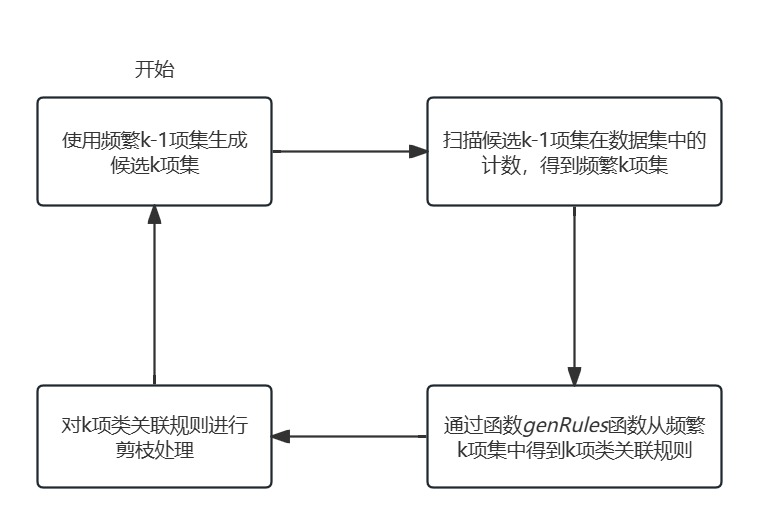 开始
使用频繁k-1项集生成
候选k项集
扫描候选k-1项集在数据集中的
计数，得到频繁k项集
对k项类关联规则进行
剪枝处理
通过函数genRules函数从频繁
k项集中得到k项类关联规则